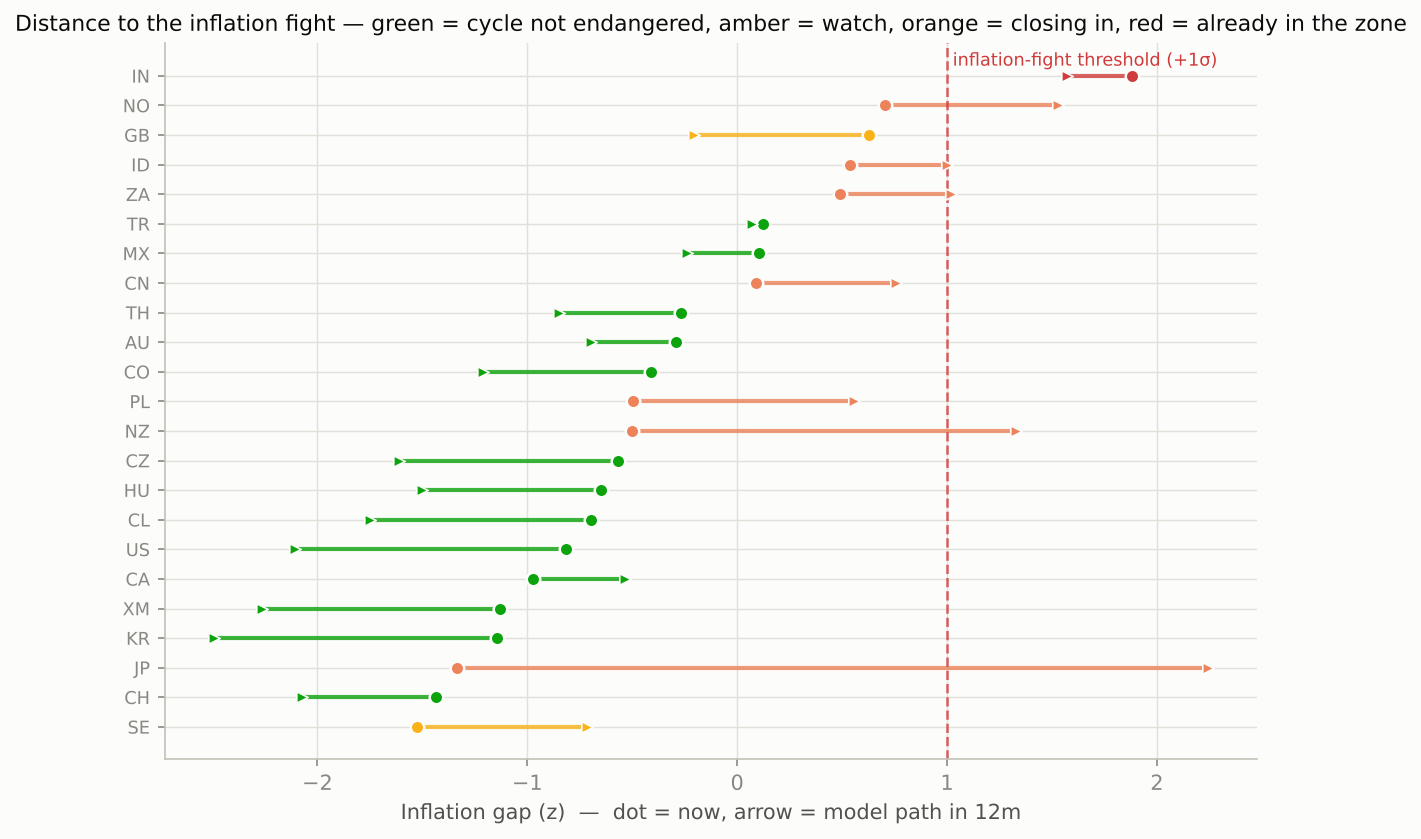 Distance to the inflation fight — green = cycle not endangered, amber = watch, orange = closing in, red = already in the zone
inflation-fight threshold (+1σ)
IN
NO
GB
ID
ZA
TR
MX
CN
TH
AU
CO
PL
NZ
CZ
HU
CL
US
CA
XM
KR
JP
CH
SE
−2 −1 0 1 2
Inflation gap (z) — dot = now, arrow = model path in 12m